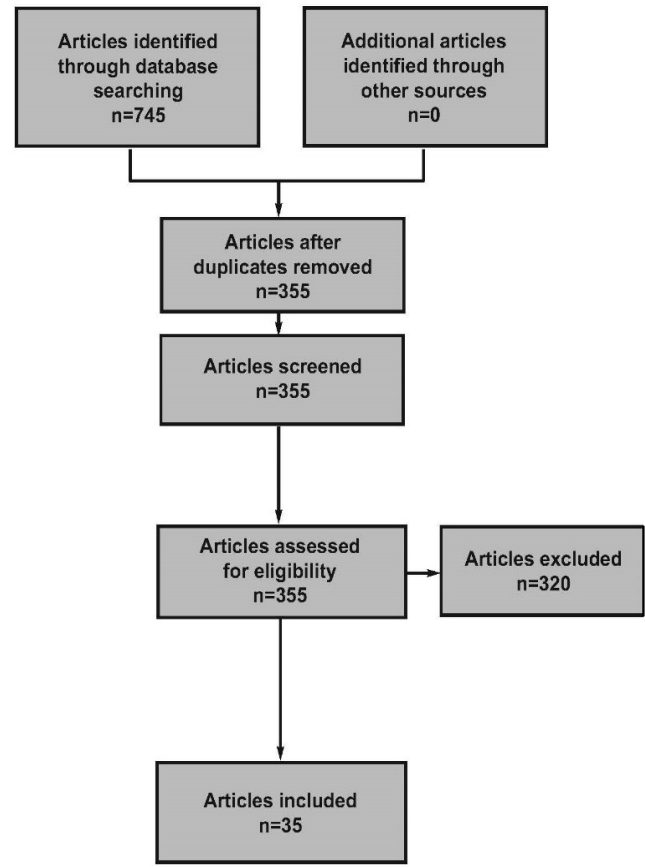 Articles identified
through database
searching
n=745
Additional articles
identified through
other sources
n=0
Articles after
duplicates removed
n=355
Articles screened
n=355
Articles assessed
for eligibility
n=355
Articles excluded
n=320
Articles included
n=35